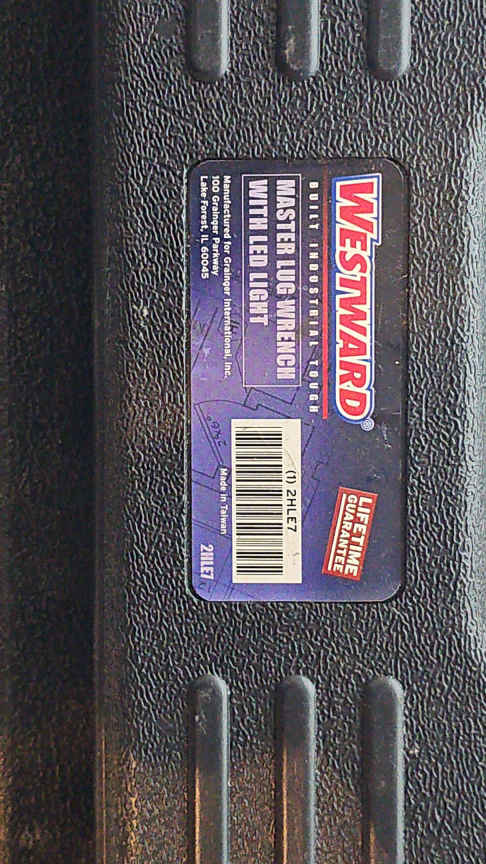 WESTWARD®
BUILT INDUSTRIAL TOUGH
MASTER LUG WRENCH
WITH LED LIGHT
Manufactured for Grainger International, Inc.
100 Grainger Parkway
Lake Forest, IL 60045
LIFETIME
GUARANTEE
(1) 2HLE7
Made in Taiwan
2HLE7